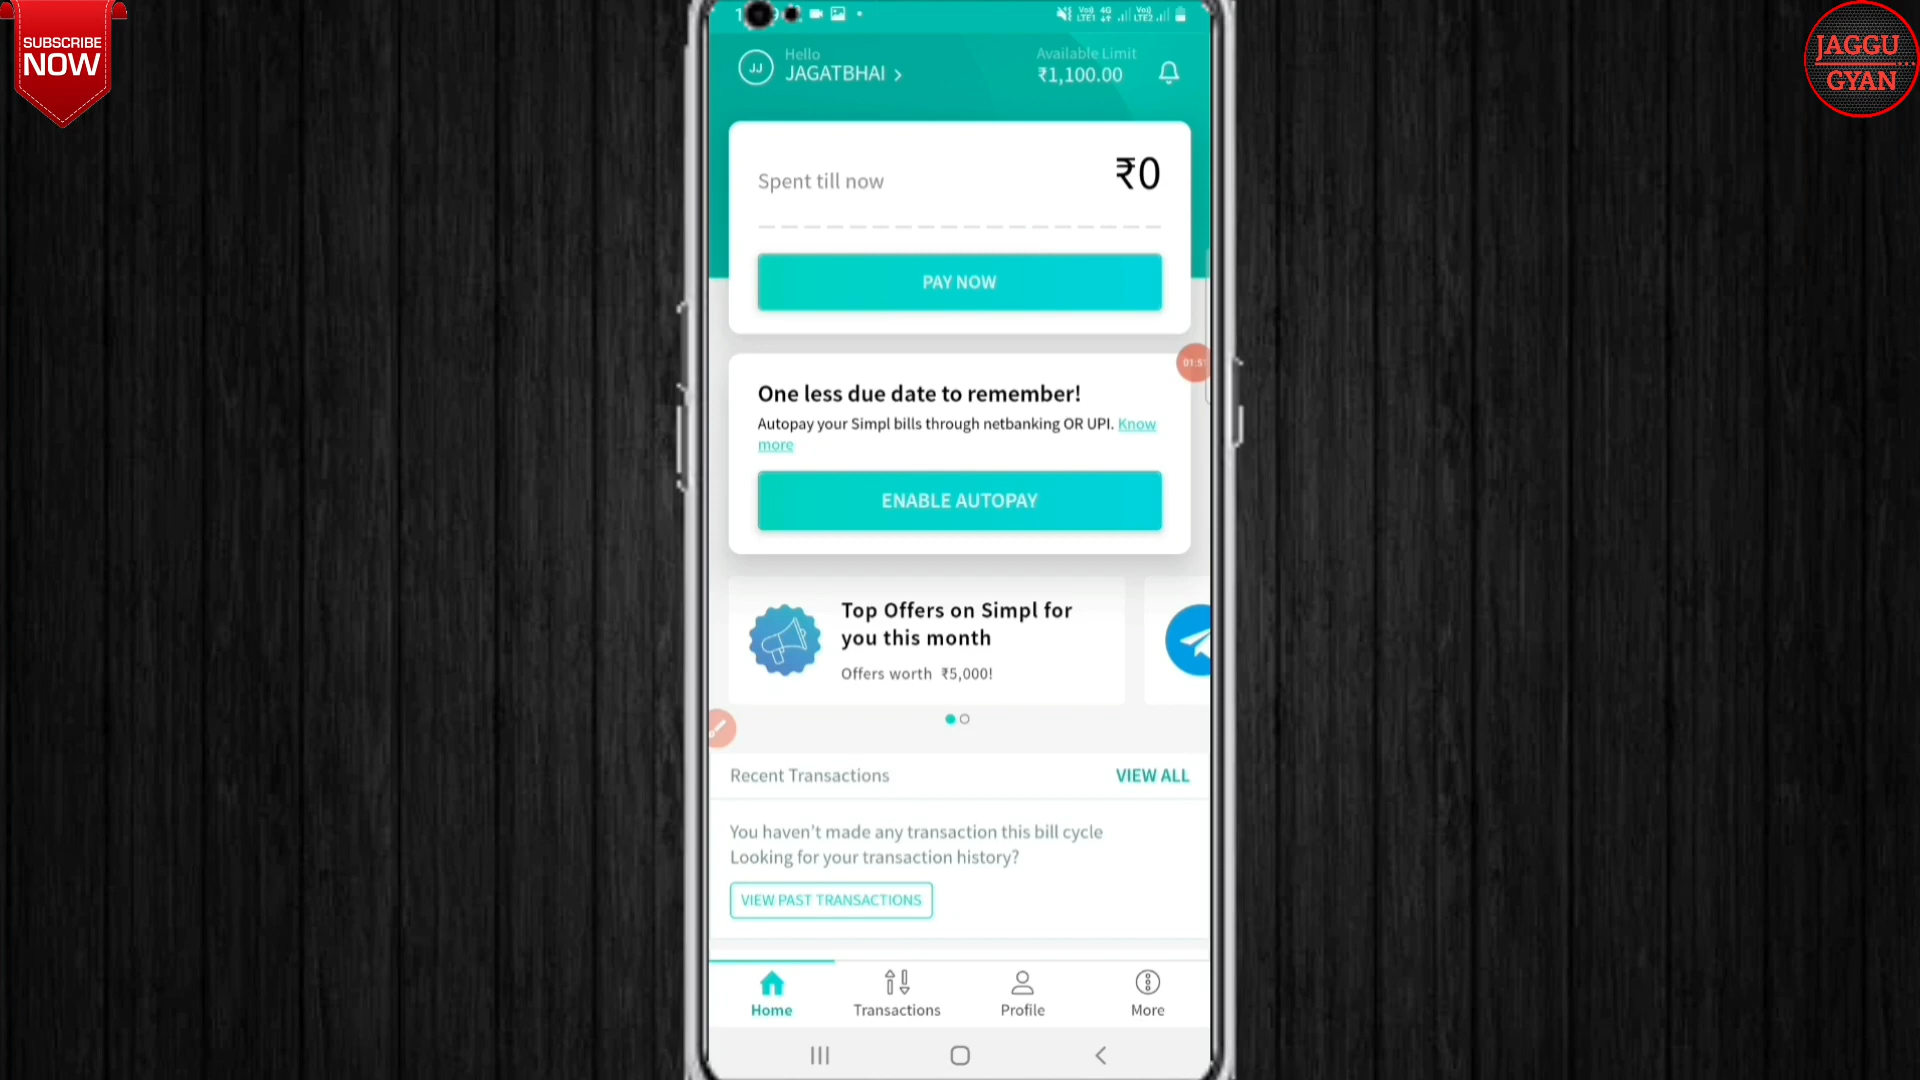 SUBSCRIBE
NOW
JAGGU
GYAN
Hello
JAGATBHAI
Available Limit
₹1,100.00
Spent till now
₹0
PAY NOW
One less due date to remember!
Autopay your Simpl bills through netbanking OR UPI. Know
more
ENABLE AUTOPAY
Top Offers on Simpl for
you this month
Offers worth ₹5,000!
Recent Transactions
VIEW ALL
You haven't made any transaction this bill cycle
Looking for your transaction history?
VIEW PAST TRANSACTIONS
Home
Transactions
Profile
More